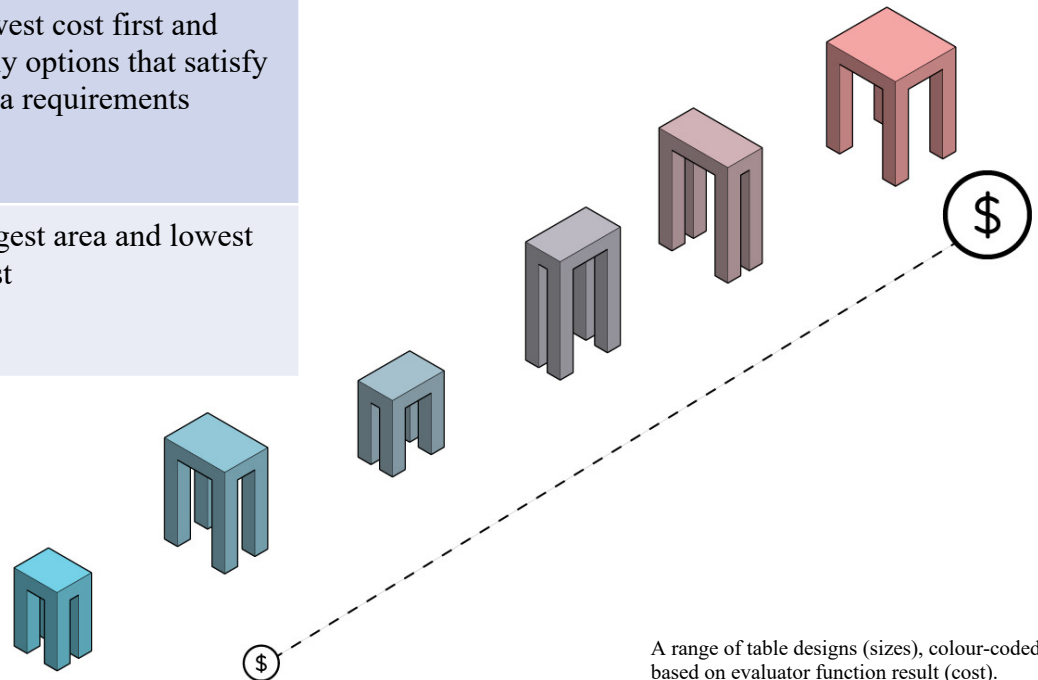 vest cost first and
y options that satisfy
a requirements
gest area and lowest
st
$
$
A range of table designs (sizes), colour-coded
based on evaluator function result (cost).